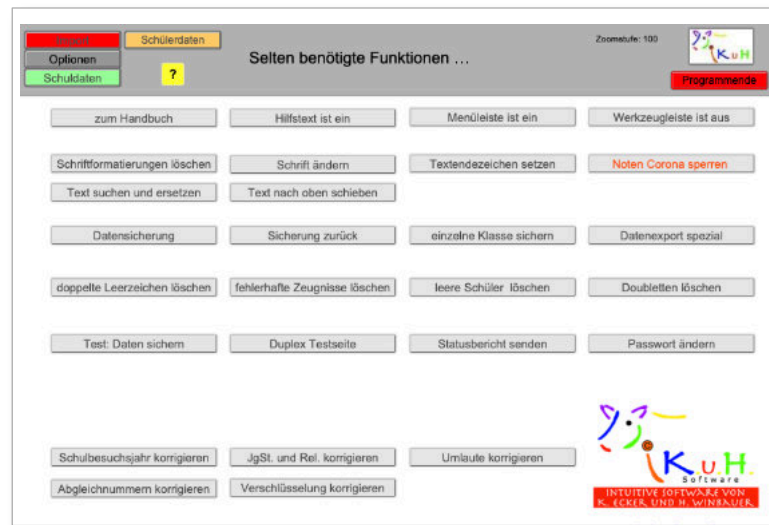 Schülerdaten
Optionen
Schuldaten
?
Selten benötigte Funktionen ...
Zoomstufe: 100
K.u.H
Programmende
zum Handbuch
Hilfstext ist ein
Menüleiste ist ein
Werkzeugleiste ist aus
Schriftformatierungen löschen
Schrift ändern
Textendezeichen setzen
Noten Corona sperren
Text suchen und ersetzen
Text nach oben schieben
Datensicherung
Sicherung zurück
einzelne Klasse sichern
Datenexport spezial
doppelte Leerzeichen löschen
fehlerhafte Zeugnisse löschen
leere Schüler löschen
Doubletten löschen
Test: Daten sichern
Duplex Testseite
Statusbericht senden
Passwort ändern
Schulbesuchsjahr korrigieren
JgSt. und Rel. korrigieren
Umlaute korrigieren
Abgleichnummern korrigieren
Verschlüsselung korrigieren
©
K.u.H.
Software
INTUITIVE SOFTWARE VON
K. ECKER UND H. WINBAUER